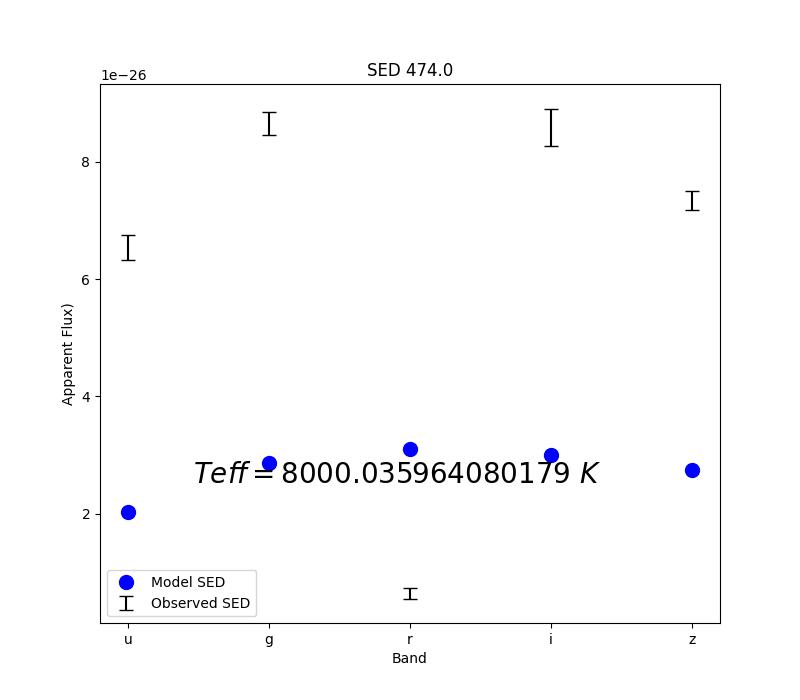 SED 474.0
1e−26
8
6
4
2
Apparent Flux)
Teff = 8000.035964080179 K
Model SED
Observed SED
u g r i z
Band